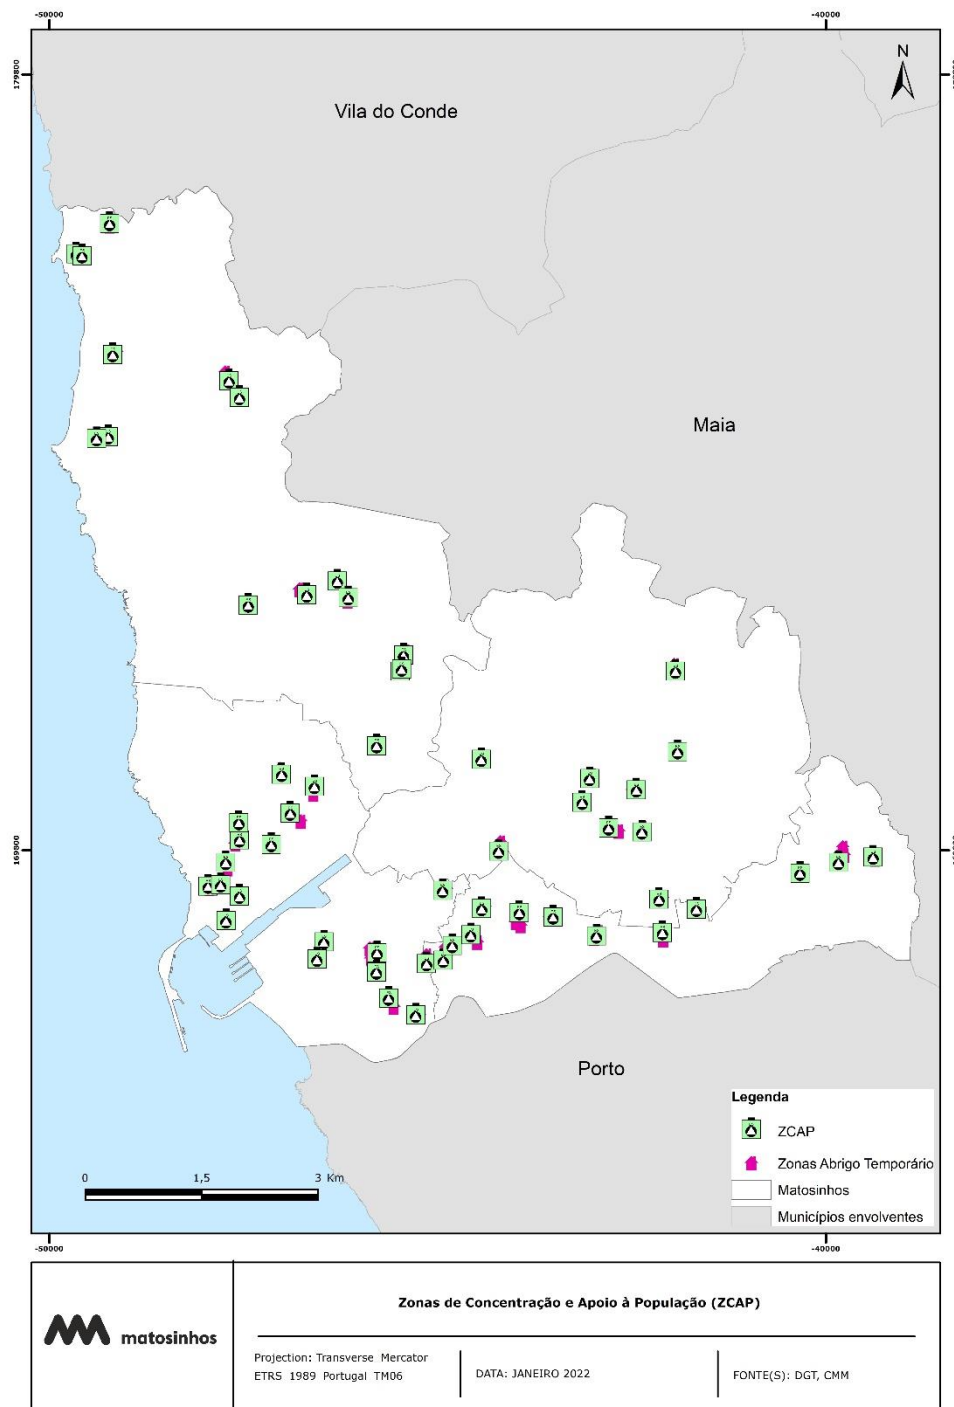 -50000
-40000
179800
Vila do Conde
N
Maia
169800
Porto
Legenda
ZCAP
Zonas Abrigo Temporário
Matosinhos
Municípios envolventes
0
1,5
3 Km
-50000
-40000
matosinhos
Zonas de Concentração e Apoio à População (ZCAP)
Projection: Transverse Mercator
ETRS 1989 Portugal TM06
DATA: JANEIRO 2022
FONTE(S): DGT, CMM